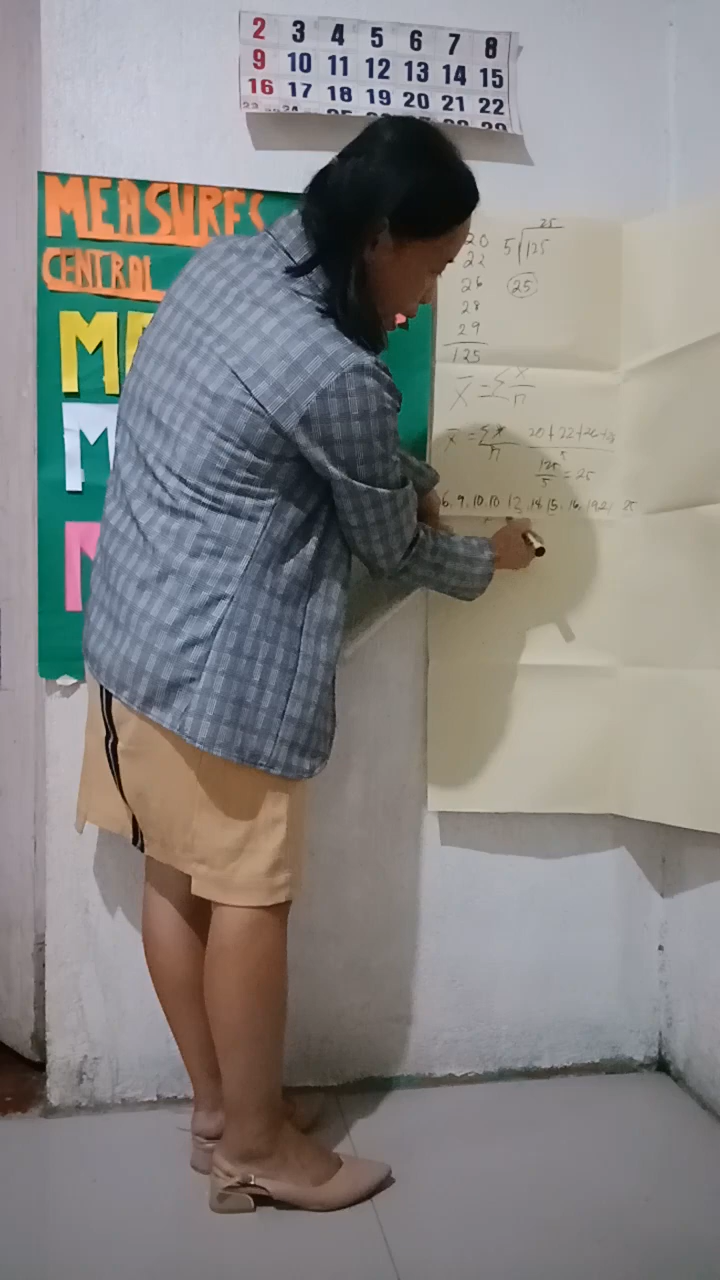 2 3 4 5 6 7 8
9 10 11 12 13 14 15
16 17 18 19 20 21 22
MEASURES
CENTRAL
M
M
20
22
26
28
29
125
25
5 125
25
X̄ = Σ x / n
X̄ = Σx / n 20 + 22 + 26 + 28 / 5
125 / 5 = 25
6, 9, 10, 10 12, 14, 15, 16, 19, 21 25